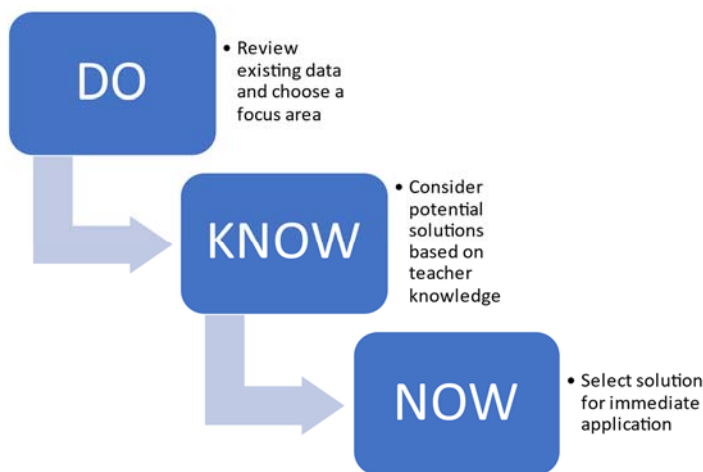 DO
• Review
existing data
and choose a
focus area
KNOW
• Consider
potential
solutions
based on
teacher
knowledge
NOW
• Select solution
for immediate
application